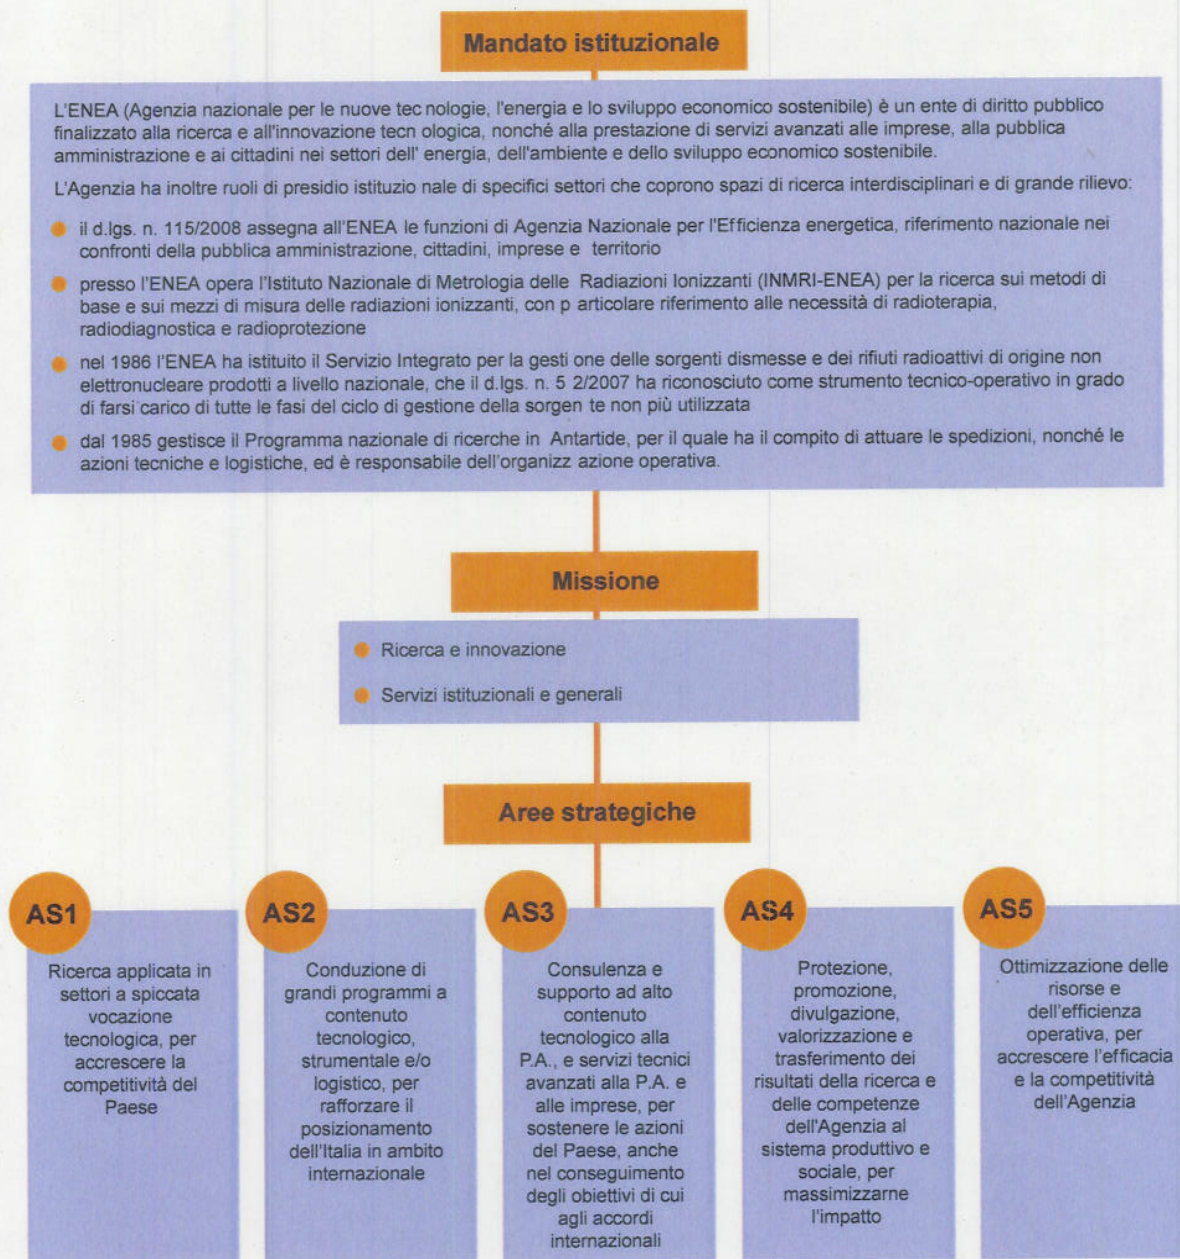 Mandato istituzionale
L'ENEA (Agenzia nazionale per le nuove tec nologie, l'energia e lo sviluppo economico sostenibile) è un ente di diritto pubblico
finalizzato alla ricerca e all'innovazione tecn ologica, nonché alla prestazione di servizi avanzati alle imprese, alla pubblica
amministrazione e ai cittadini nei settori dell' energia, dell'ambiente e dello sviluppo economico sostenibile.
L'Agenzia ha inoltre ruoli di presidio istituzio nale di specifici settori che coprono spazi di ricerca interdisciplinari e di grande rilievo:
il d.lgs. n. 115/2008 assegna all'ENEA le funzioni di Agenzia Nazionale per l'Efficienza energetica, riferimento nazionale nei
confronti della pubblica amministrazione, cittadini, imprese e territorio
presso l'ENEA opera l'Istituto Nazionale di Metrologia delle Radiazioni Ionizzanti (INMRI-ENEA) per la ricerca sui metodi di
base e sui mezzi di misura delle radiazioni ionizzanti, con p articolare riferimento alle necessità di radioterapia,
radiodiagnostica e radioprotezione
nel 1986 l'ENEA ha istituito il Servizio Integrato per la gesti one delle sorgenti dismesse e dei rifiuti radioattivi di origine non
elettronucleare prodotti a livello nazionale, che il d.lgs. n. 5 2/2007 ha riconosciuto come strumento tecnico-operativo in grado
di farsi carico di tutte le fasi del ciclo di gestione della sorgen te non più utilizzata
dal 1985 gestisce il Programma nazionale di ricerche in Antartide, per il quale ha il compito di attuare le spedizioni, nonché le
azioni tecniche e logistiche, ed è responsabile dell'organizz azione operativa.
Missione
Ricerca e innovazione
Servizi istituzionali e generali
Aree strategiche
AS1
Ricerca applicata in
settori a spiccata
vocazione
tecnologica, per
accrescere la
competitività del
Paese
AS2
Conduzione di
grandi programmi a
contenuto
tecnologico,
strumentale e/o
logistico, per
rafforzare il
posizionamento
dell'Italia in ambito
internazionale
AS3
Consulenza e
supporto ad alto
contenuto
tecnologico alla
P.A., e servizi tecnici
avanzati alla P.A. e
alle imprese, per
sostenere le azioni
del Paese, anche
nel conseguimento
degli obiettivi di cui
agli accordi
internazionali
AS4
Protezione,
promozione,
divulgazione,
valorizzazione e
trasferimento dei
risultati della ricerca e
delle competenze
dell'Agenzia al
sistema produttivo e
sociale, per
massimizzarne
l'impatto
AS5
Ottimizzazione delle
risorse e
dell'efficienza
operativa, per
accrescere l'efficacia
e la competitività
dell'Agenzia